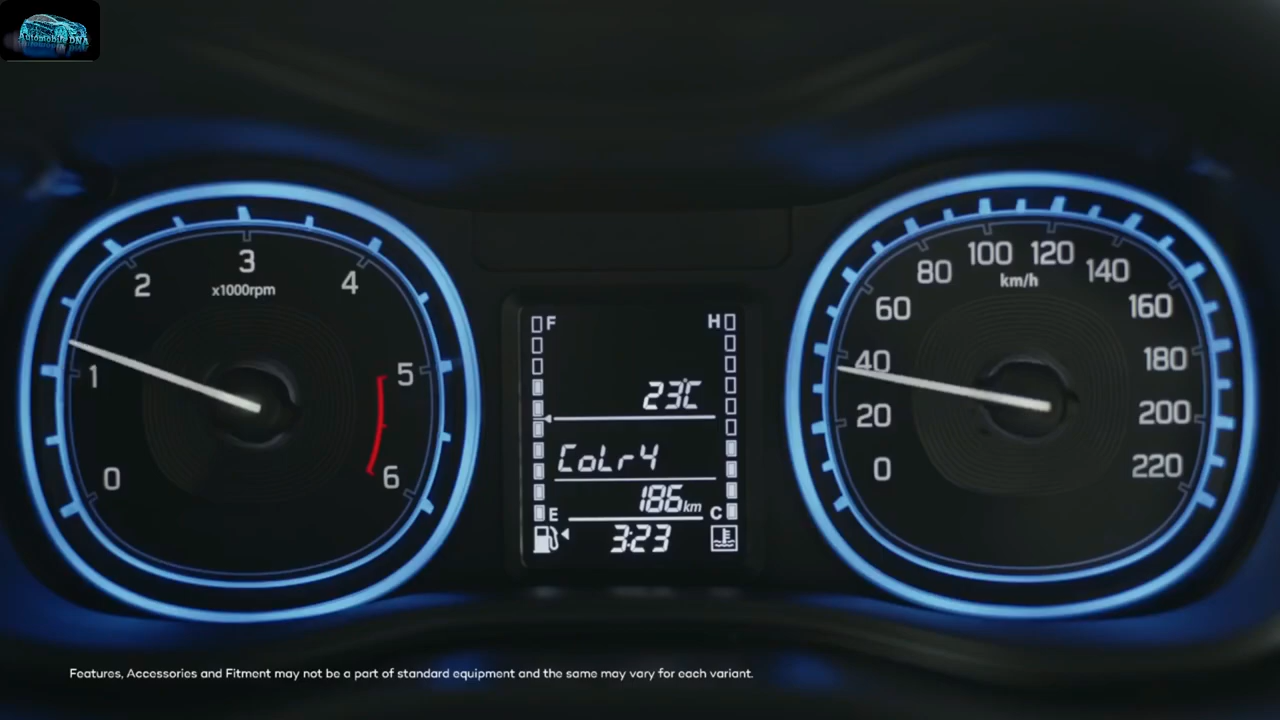 Automobile DNA
0 1 2 3 4 5 6
x1000rpm
F
H
23°C
CoLr4
186km
E
C
3:23
0 20 40 60 80 100 120 140 160 180 200 220
km/h
Features, Accessories and Fitment may not be a part of standard equipment and the same may vary for each variant.